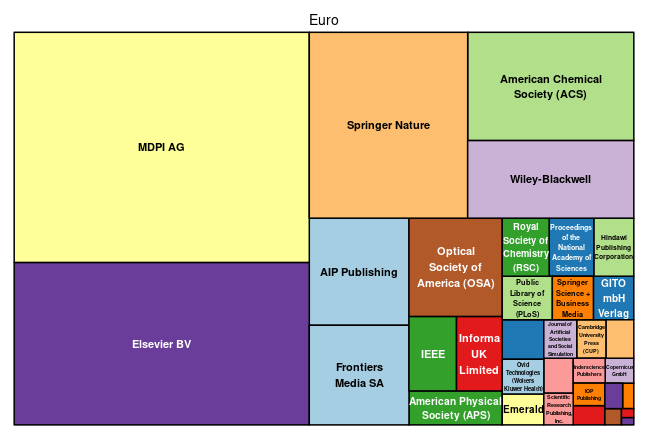 Euro
MDPI AG
Elsevier BV
Springer Nature
American Chemical
Society (ACS)
Wiley-Blackwell
AIP Publishing
Frontiers
Media SA
Optical
Society of
America (OSA)
IEEE
Informa
UK
Limited
American Physical
Society (APS)
Royal
Society of
Chemistry
(RSC)
Proceedings
of the
National
Academy of
Sciences
Hindawi
Publishing
Corporation
Public
Library of
Science
(PLoS)
Springer
Science +
Business
Media
GITO
mbH
Verlag
Journal of
Artificial
Societies
and Social
Simulation
Cambridge
University
Press
(CUP)
Ovid
Technologies
(Wolters
Kluwer Health)
Emerald
Scientific
Research
Publishing,
Inc.
Inderscience
Publishers
Copernicus
GmbH
IOP
Publishing